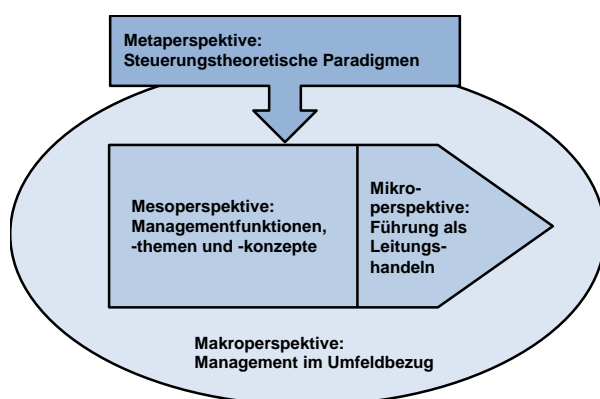 Metaperspektive:
Steuerungstheoretische Paradigmen
Mesoperspektive:
Managementfunktionen,
-themen und -konzepte
Mikro-
perspektive:
Führung als
Leitungs-
handeln
Makroperspektive:
Management im Umfeldbezug